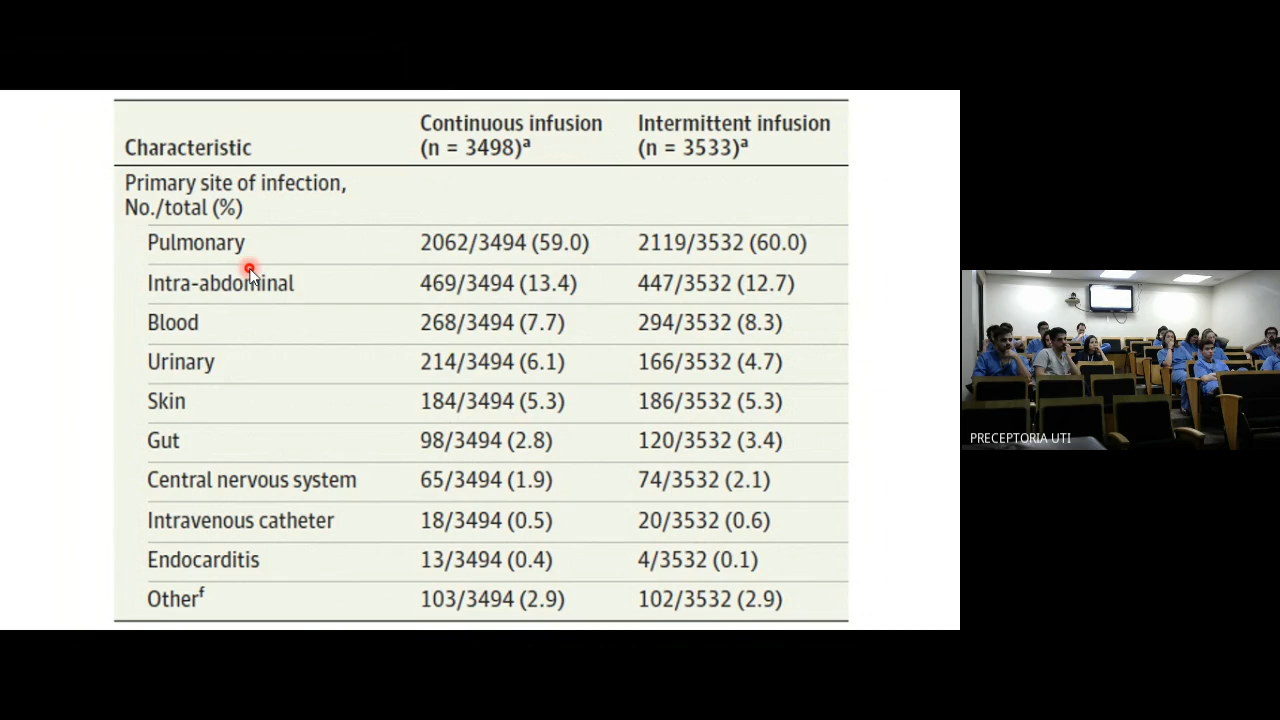 Characteristic Continuous infusion (n = 3498)ᵃ Intermittent infusion (n = 3533)ᵃ
Primary site of infection,
No./total (%)
Pulmonary 2062/3494 (59.0) 2119/3532 (60.0)
Intra-abdominal 469/3494 (13.4) 447/3532 (12.7)
Blood 268/3494 (7.7) 294/3532 (8.3)
Urinary 214/3494 (6.1) 166/3532 (4.7)
Skin 184/3494 (5.3) 186/3532 (5.3)
Gut 98/3494 (2.8) 120/3532 (3.4)
Central nervous system 65/3494 (1.9) 74/3532 (2.1)
Intravenous catheter 18/3494 (0.5) 20/3532 (0.6)
Endocarditis 13/3494 (0.4) 4/3532 (0.1)
Otherᶠ 103/3494 (2.9) 102/3532 (2.9)
PRECEPTORIA UTI